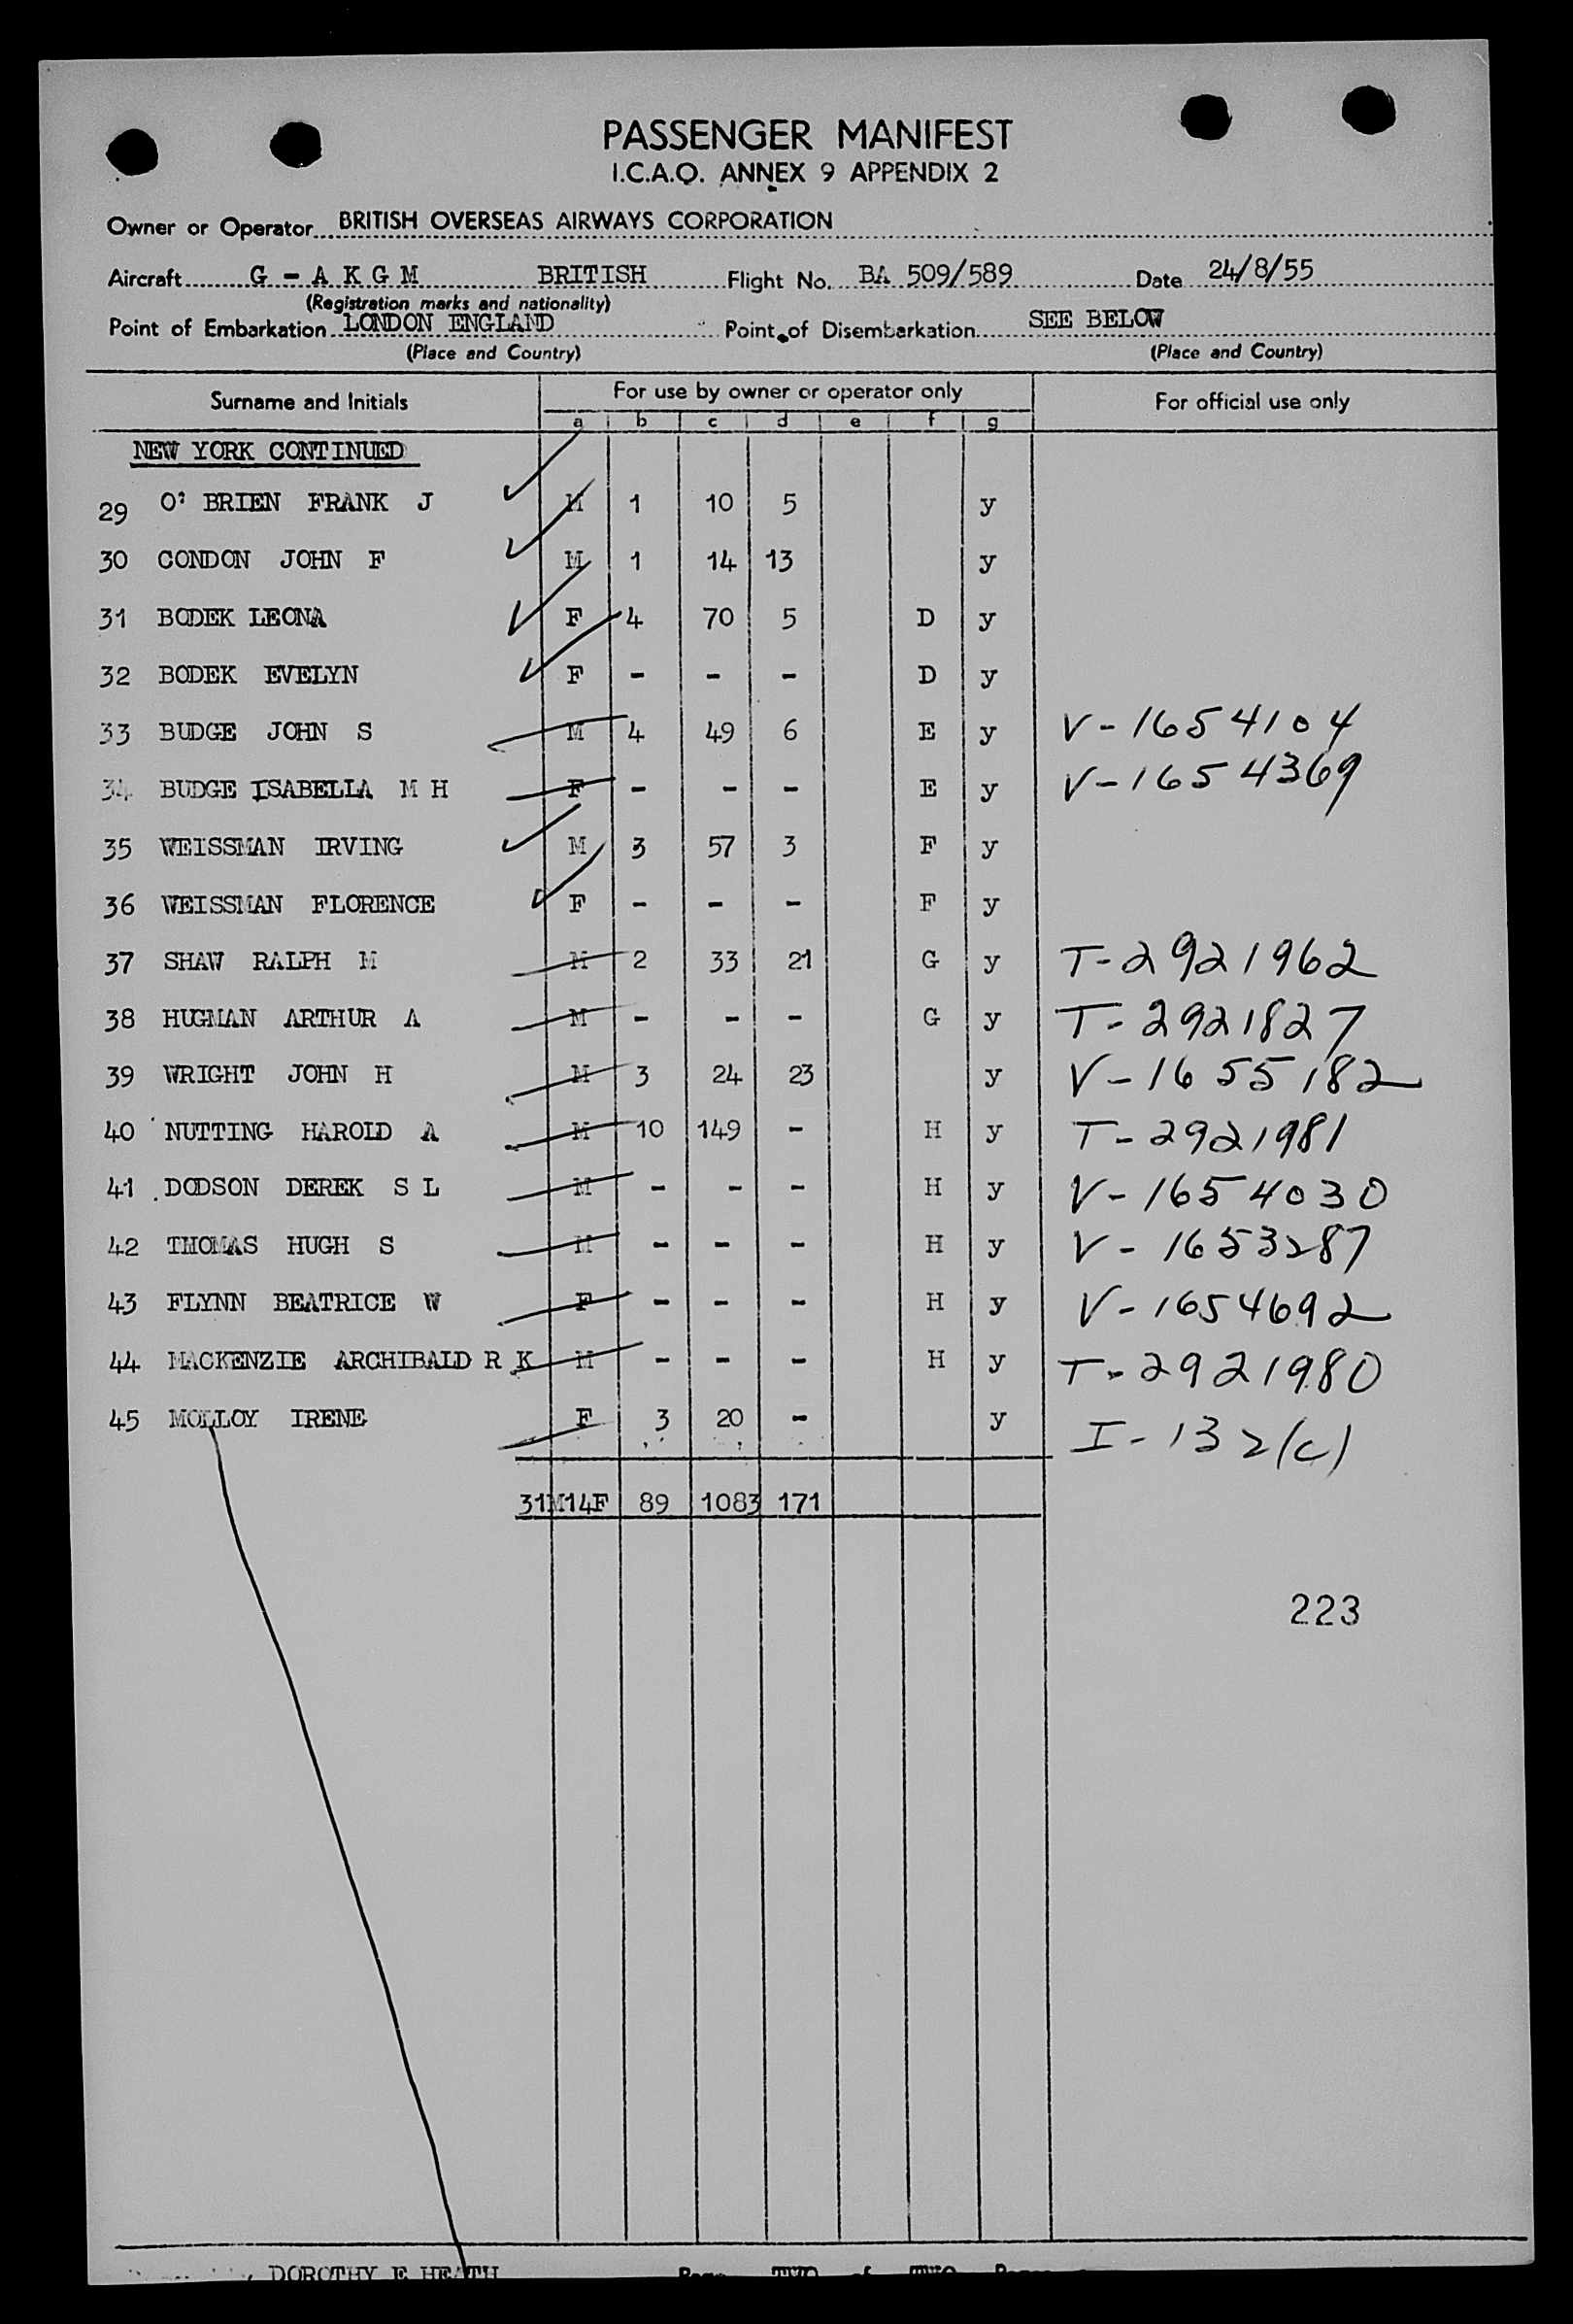 PASSENGER MANIFEST
I.C.A.O. ANNEX 9 APPENDIX 2
Owner or Operator BRITISH OVERSEAS AIRWAYS CORPORATION
Aircraft G - A K G M BRITISH Flight No. BA 509/589 Date 24/8/55
(Registration marks and nationality)
Point of Embarkation LONDON ENGLAND Point of Disembarkation SEE BELOW
(Place and Country) (Place and Country)
Surname and Initials For use by owner or operator only For official use only
a b c d e f g
NEW YORK CONTINUED
29 O' BRIEN FRANK J M 1 10 5 y
30 CONDON JOHN F M 1 14 13 y
31 BODEK LEONA F 4 70 5 D y
32 BODEK EVELYN F - - - D y
33 BUDGE JOHN S M 4 49 6 E y V-1654104
34 BUDGE ISABELLA M H F - - - E y V-1654369
35 WEISSMAN IRVING M 3 57 3 F y
36 WEISSMAN FLORENCE F - - - F y
37 SHAW RALPH M M 2 33 21 G y T-2921962
38 HUGMAN ARTHUR A M - - - G y T-2921827
39 WRIGHT JOHN H M 3 24 23 y V-1655182
40 NUTTING HAROLD A M 10 149 - H y T-2921981
41 DODSON DEREK S L M - - - H y V-1654030
42 THOMAS HUGH S M - - - H y V-1653287
43 FLYNN BEATRICE W F - - - H y V-1654692
44 MACKENZIE ARCHIBALD R K M - - - H y T-2921980
45 MOLLOY IRENE F 3 20 - y I-132(c)
31M14F 89 1083 171
223
DOROTHY E HEATH Page TWO of TWO Pages